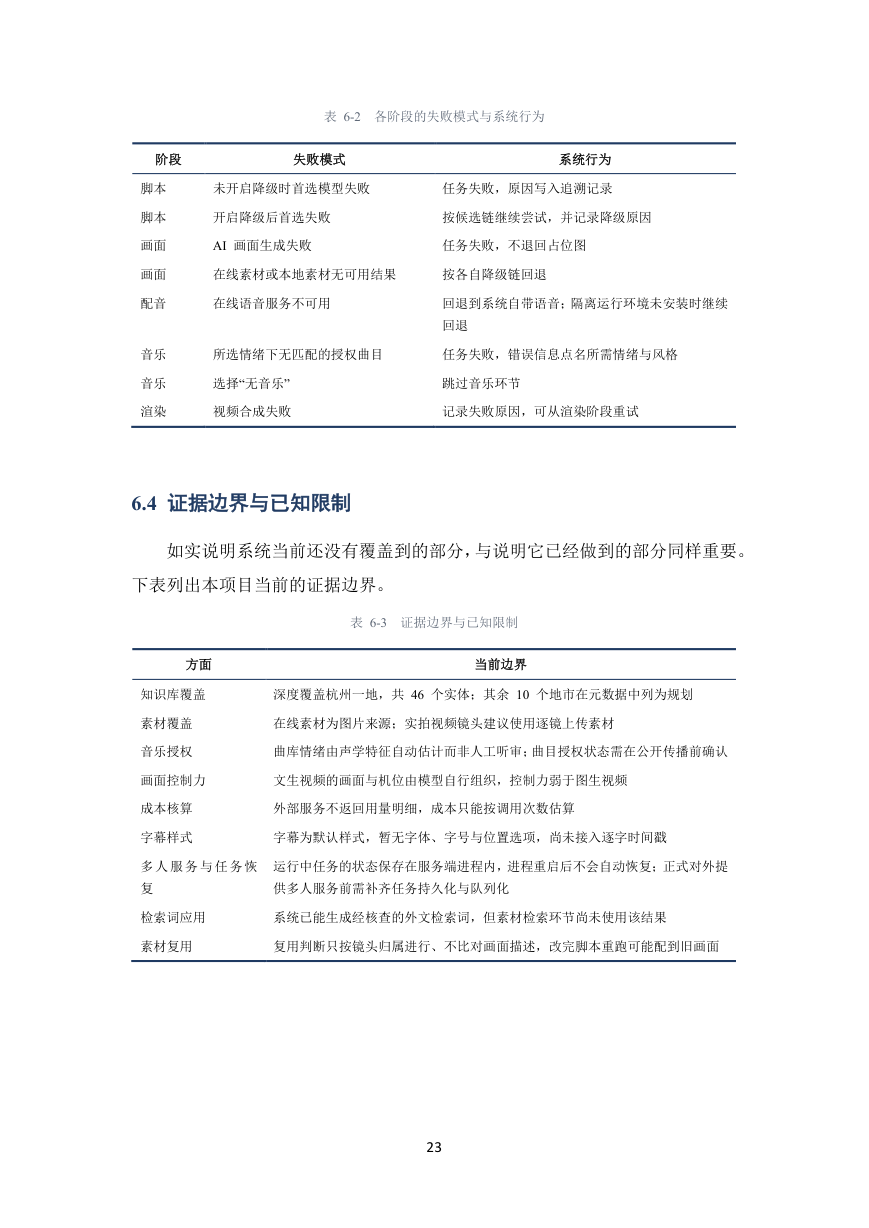 表 6-2 各阶段的失败模式与系统行为
阶段 失败模式 系统行为
脚本 未开启降级时首选模型失败 任务失败，原因写入追溯记录
脚本 开启降级后首选失败 按候选链继续尝试，并记录降级原因
画面 AI 画面生成失败 任务失败，不退回占位图
画面 在线素材或本地素材无可用结果 按各自降级链回退
配音 在线语音服务不可用 回退到系统自带语音；隔离运行环境未安装时继续
回退
音乐 所选情绪下无匹配的授权曲目 任务失败，错误信息点名所需情绪与风格
音乐 选择“无音乐” 跳过音乐环节
渲染 视频合成失败 记录失败原因，可从渲染阶段重试
6.4 证据边界与已知限制
如实说明系统当前还没有覆盖到的部分，与说明它已经做到的部分同样重要。
下表列出本项目当前的证据边界。
表 6-3 证据边界与已知限制
方面 当前边界
知识库覆盖 深度覆盖杭州一地，共 46 个实体；其余 10 个地市在元数据中列为规划
素材覆盖 在线素材为图片来源；实拍视频镜头建议使用逐镜上传素材
音乐授权 曲库情绪由声学特征自动估计而非人工听审；曲目授权状态需在公开传播前确认
画面控制力 文生视频的画面与机位由模型自行组织，控制力弱于图生视频
成本核算 外部服务不返回用量明细，成本只能按调用次数估算
字幕样式 字幕为默认样式，暂无字体、字号与位置选项，尚未接入逐字时间戳
多人服务与任务恢 运行中任务的状态保存在服务端进程内，进程重启后不会自动恢复；正式对外提
复 供多人服务前需补齐任务持久化与队列化
检索词应用 系统已能生成经核查的外文检索词，但素材检索环节尚未使用该结果
素材复用 复用判断只按镜头归属进行、不比对画面描述，改完脚本重跑可能配到旧画面
23